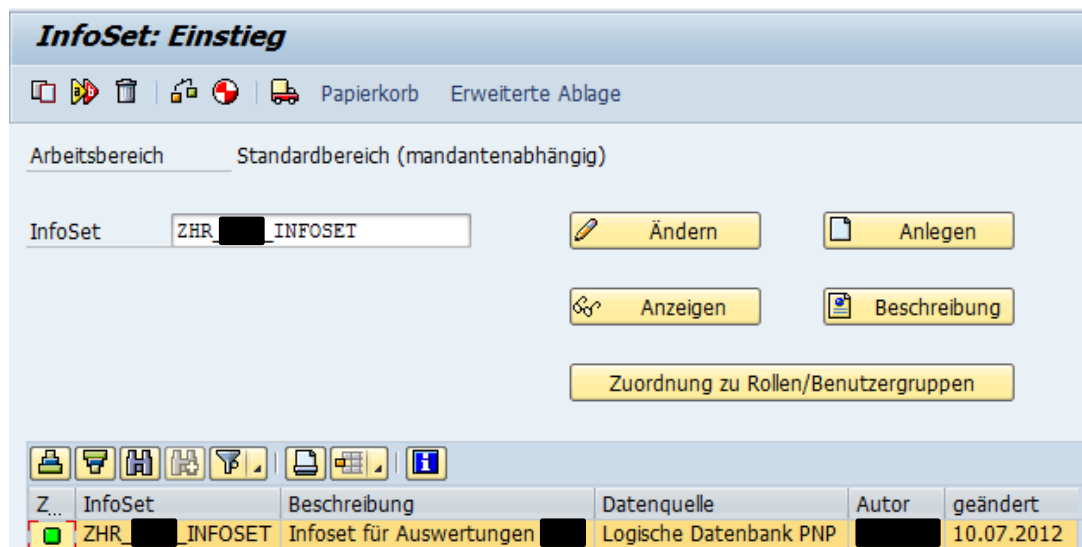 InfoSet: Einstieg
Papierkorb Erweiterte Ablage
Arbeitsbereich Standardbereich (mandantenabhängig)
InfoSet ZHR_ _INFOSET Ändern Anlegen
Anzeigen Beschreibung
Zuordnung zu Rollen/Benutzergruppen
Z... InfoSet Beschreibung Datenquelle Autor geändert
ZHR_ _INFOSET Infoset für Auswertungen Logische Datenbank PNP 10.07.2012